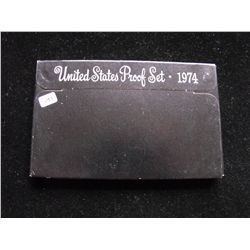 United States Proof Set · 1974